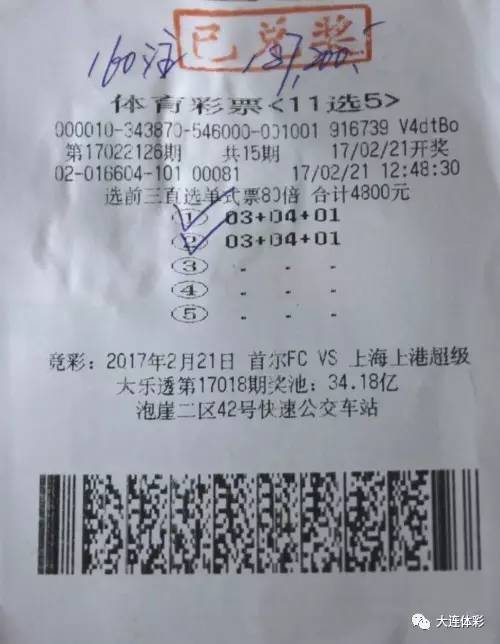 已兑奖
160注
体育彩票<11选5>
000010-343870-546000-001001 916739 V4dtBo
第17022126期 共15期 17/02/21开奖
02-016604-101 00081 17/02/21 12:48:30
选前三直选单式票80倍 合计4800元
① 03+04+01
② 03+04+01
③ - - -
④ - - -
⑤ - - -
竞彩：2017年2月21日 首尔FC VS 上海上港超级
大乐透第17018期奖池：34.18亿
泡崖二区42号快速公交车站
大连体彩